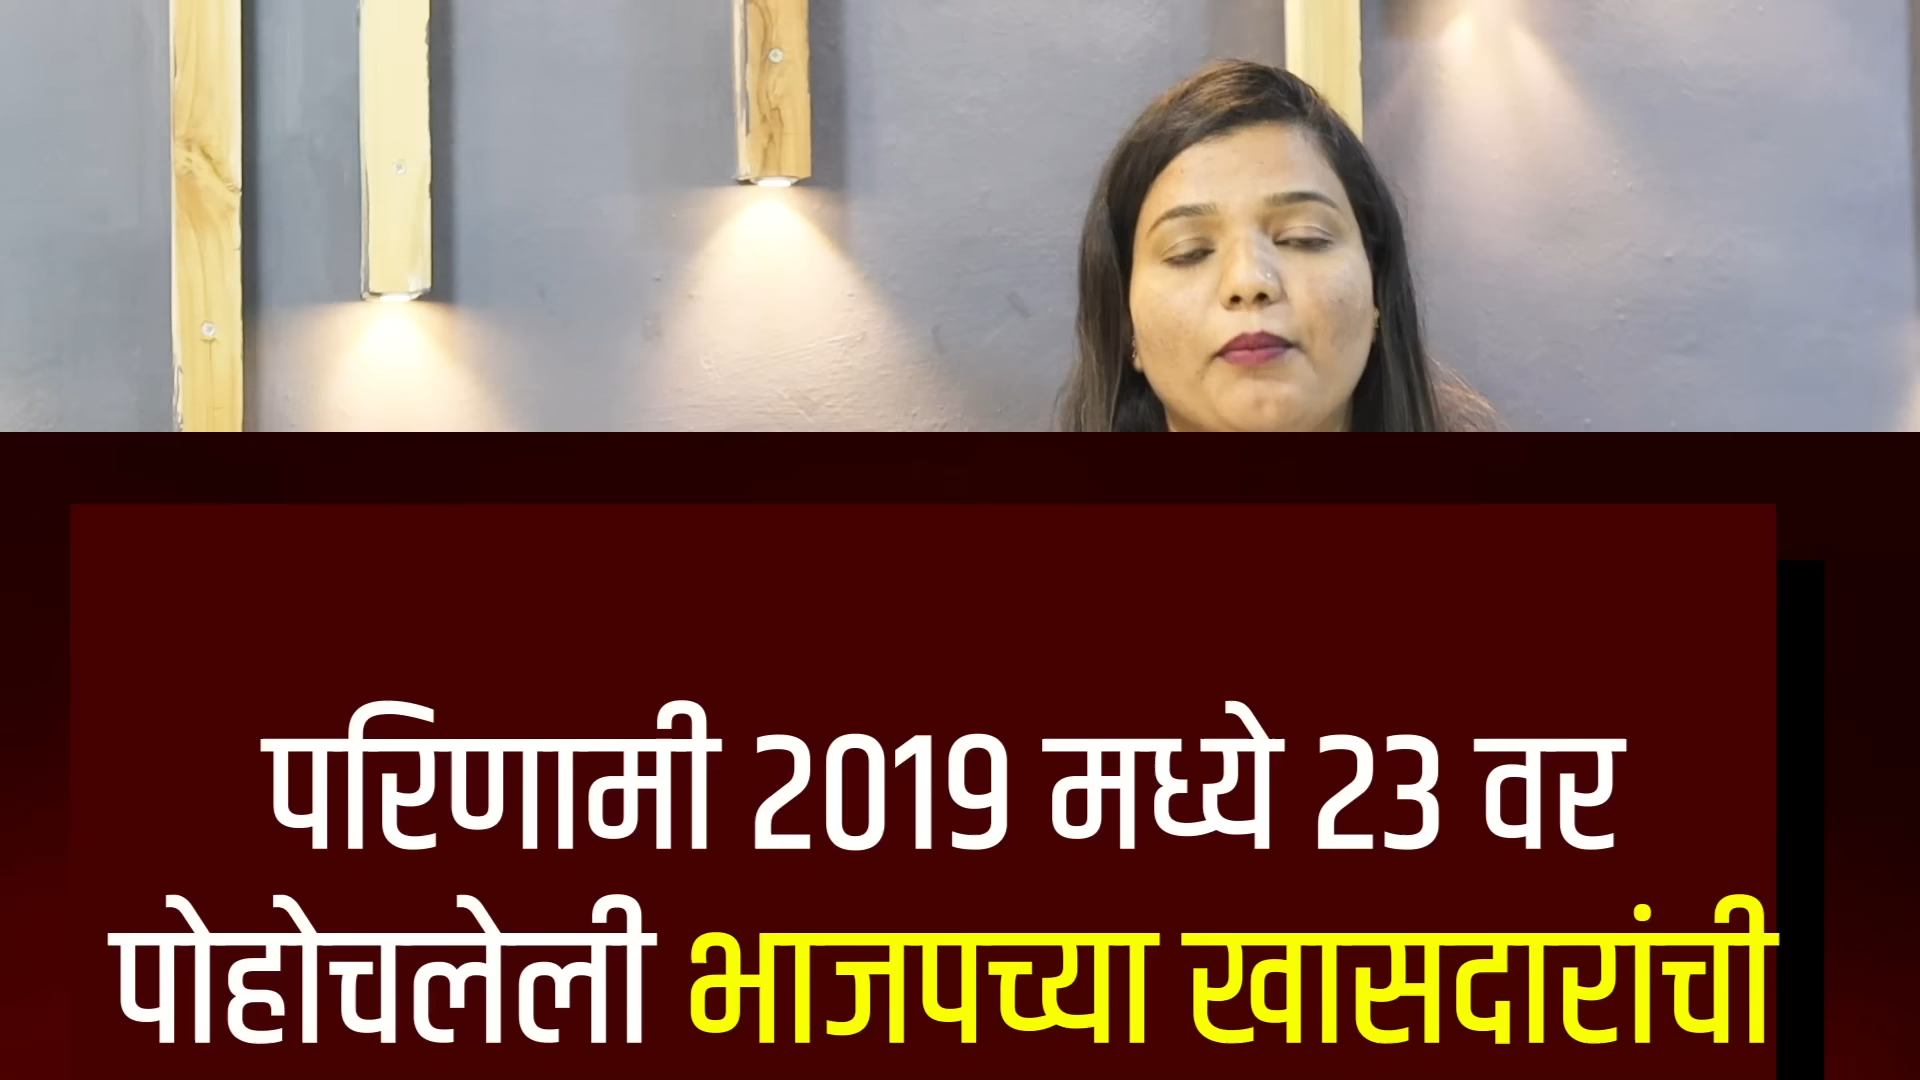 परिणामी 2019 मध्ये 23 वर
पोहोचलेली भाजपच्या खासदारांची